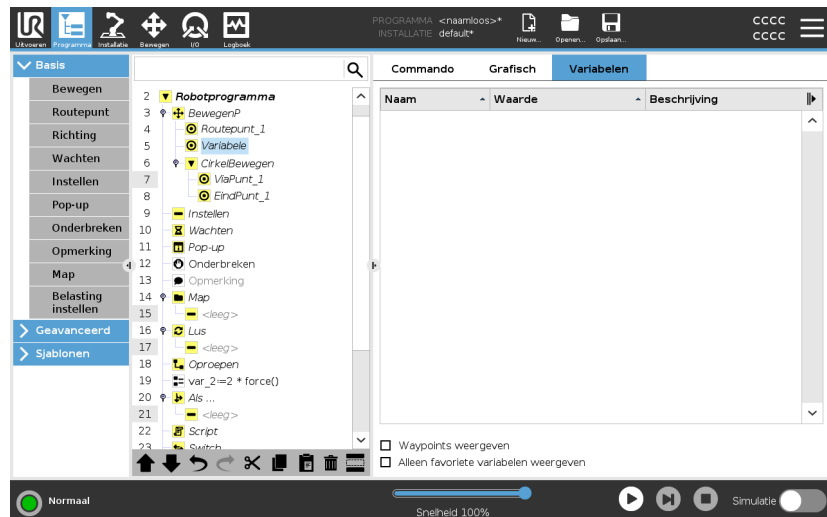 PROGRAMMA <naamloos>*
INSTALLATIE default*
Uitvoeren Programma Installatie Bewegen I/O Logboek
Nieuw... Openen... Opslaan...
CCCC
CCCC
Basis
Bewegen
Routepunt
Richting
Wachten
Instellen
Pop-up
Onderbreken
Opmerking
Map
Belasting
instellen
Geavanceerd
Sjablonen
2 Robotprogramma
3 BewegenP
4 Routepunt_1
5 Variabele
6 CirkelBewegen
7 ViaPunt_1
8 EindPunt_1
9 Instellen
10 Wachten
11 Pop-up
12 Onderbreken
13 Opmerking
14 Map
15 <leeg>
16 Lus
17 <leeg>
18 Oproepen
19 var_2:=2 * force()
20 Als ...
21 <leeg>
22 Script
23 Switch
Commando Grafisch Variabelen
Naam Waarde Beschrijving
Waypoints weergeven
Alleen favoriete variabelen weergeven
Normaal
Snelheid 100%
Simulatie